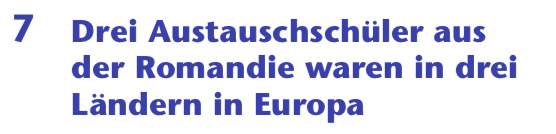 7 Drei Austauschschüler aus
der Romandie waren in drei
Ländern in Europa